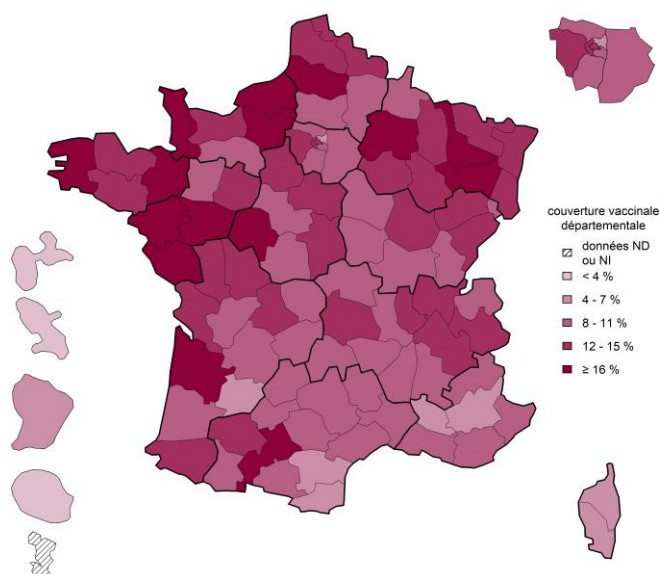 couverture vaccinale
départementale
données ND
ou NI
< 4 %
4 - 7 %
8 - 11 %
12 - 15 %
≥ 16 %